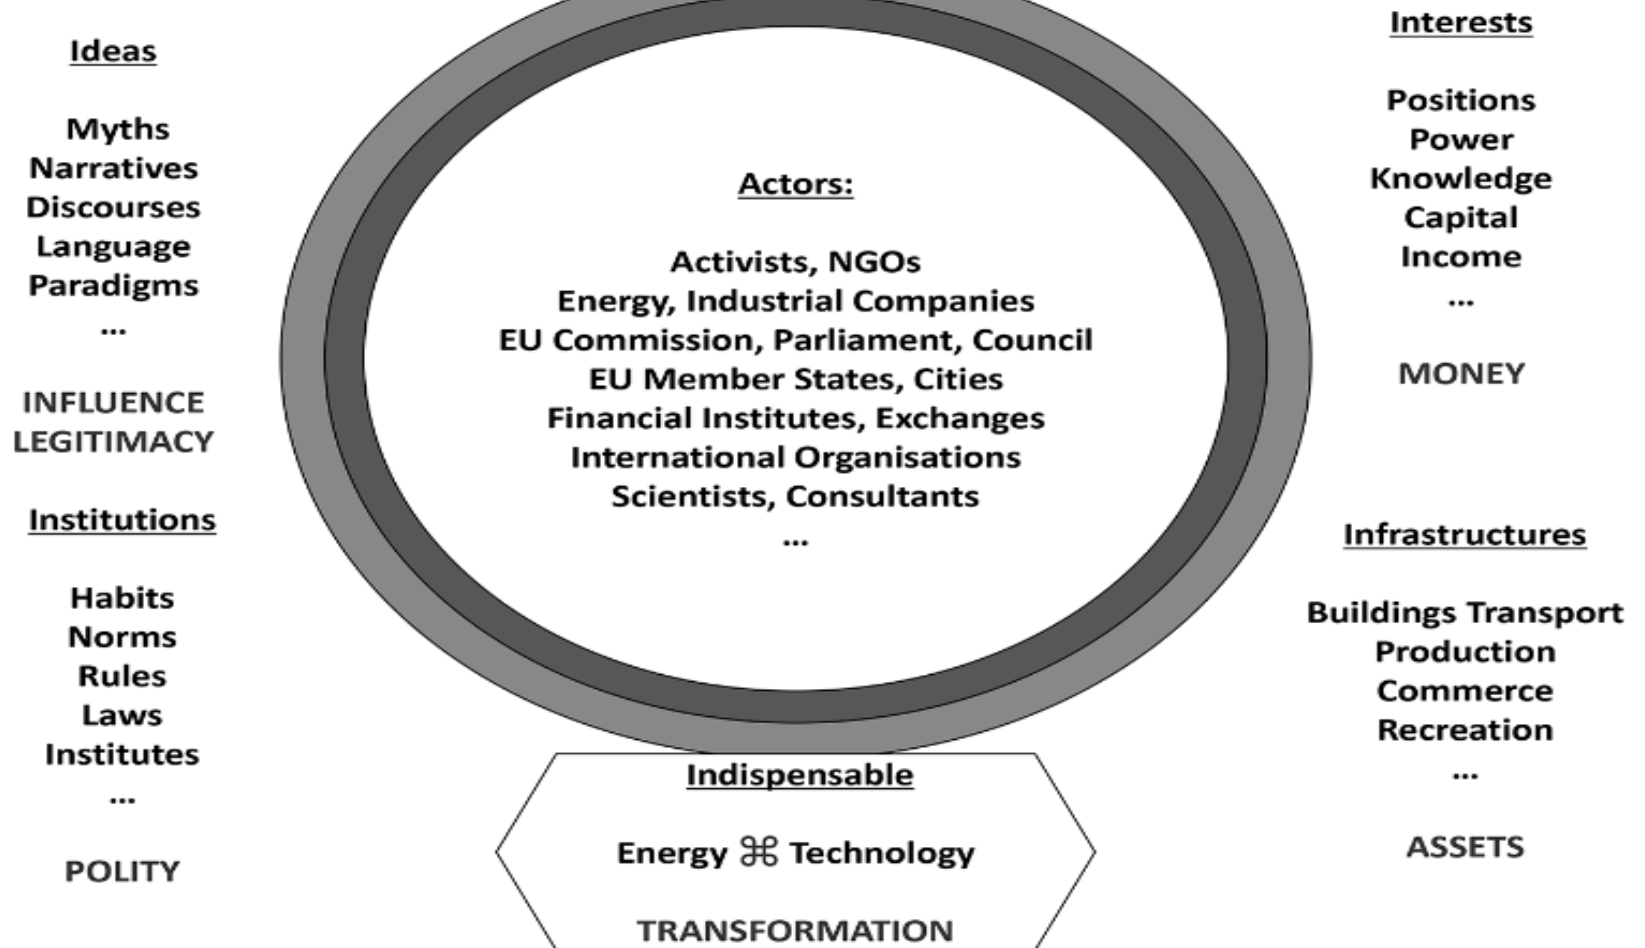 Ideas
Myths
Narratives
Discourses
Language
Paradigms
...
INFLUENCE
LEGITIMACY
Institutions
Habits
Norms
Rules
Laws
Institutes
...
POLITY
Actors:
Activists, NGOs
Energy, Industrial Companies
EU Commission, Parliament, Council
EU Member States, Cities
Financial Institutes, Exchanges
International Organisations
Scientists, Consultants
...
Indispensable
Energy ⌘ Technology
TRANSFORMATION
Interests
Positions
Power
Knowledge
Capital
Income
...
MONEY
Infrastructures
Buildings Transport
Production
Commerce
Recreation
...
ASSETS